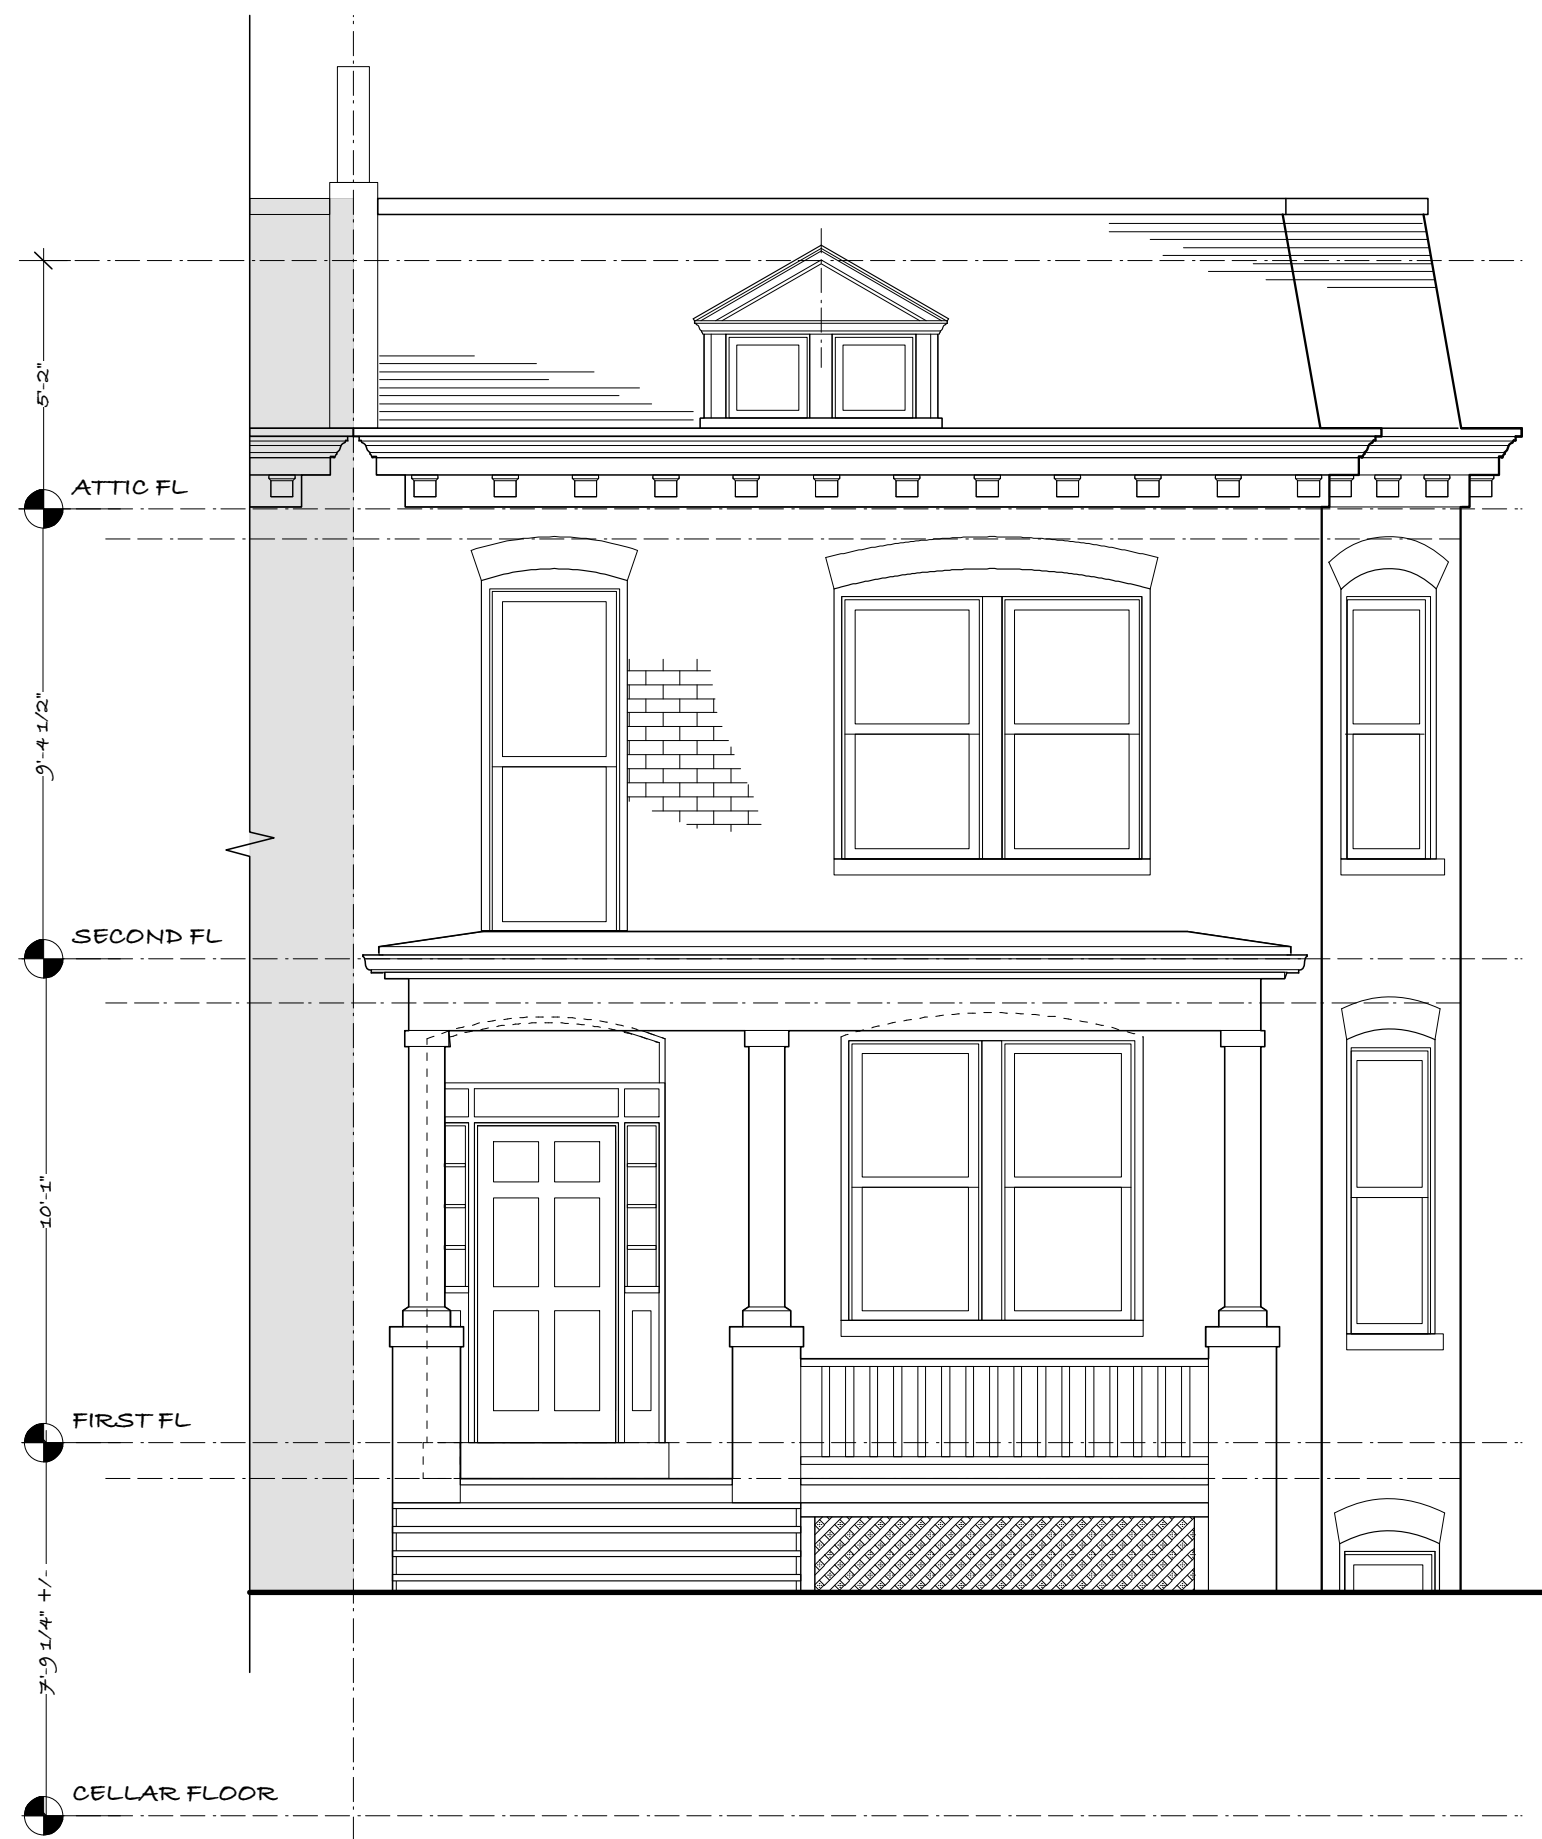 5'-2"
ATTIC FL
9'-4 1/2"
SECOND FL
10'-1"
FIRST FL
7'-9 1/4" +/-
CELLAR FLOOR